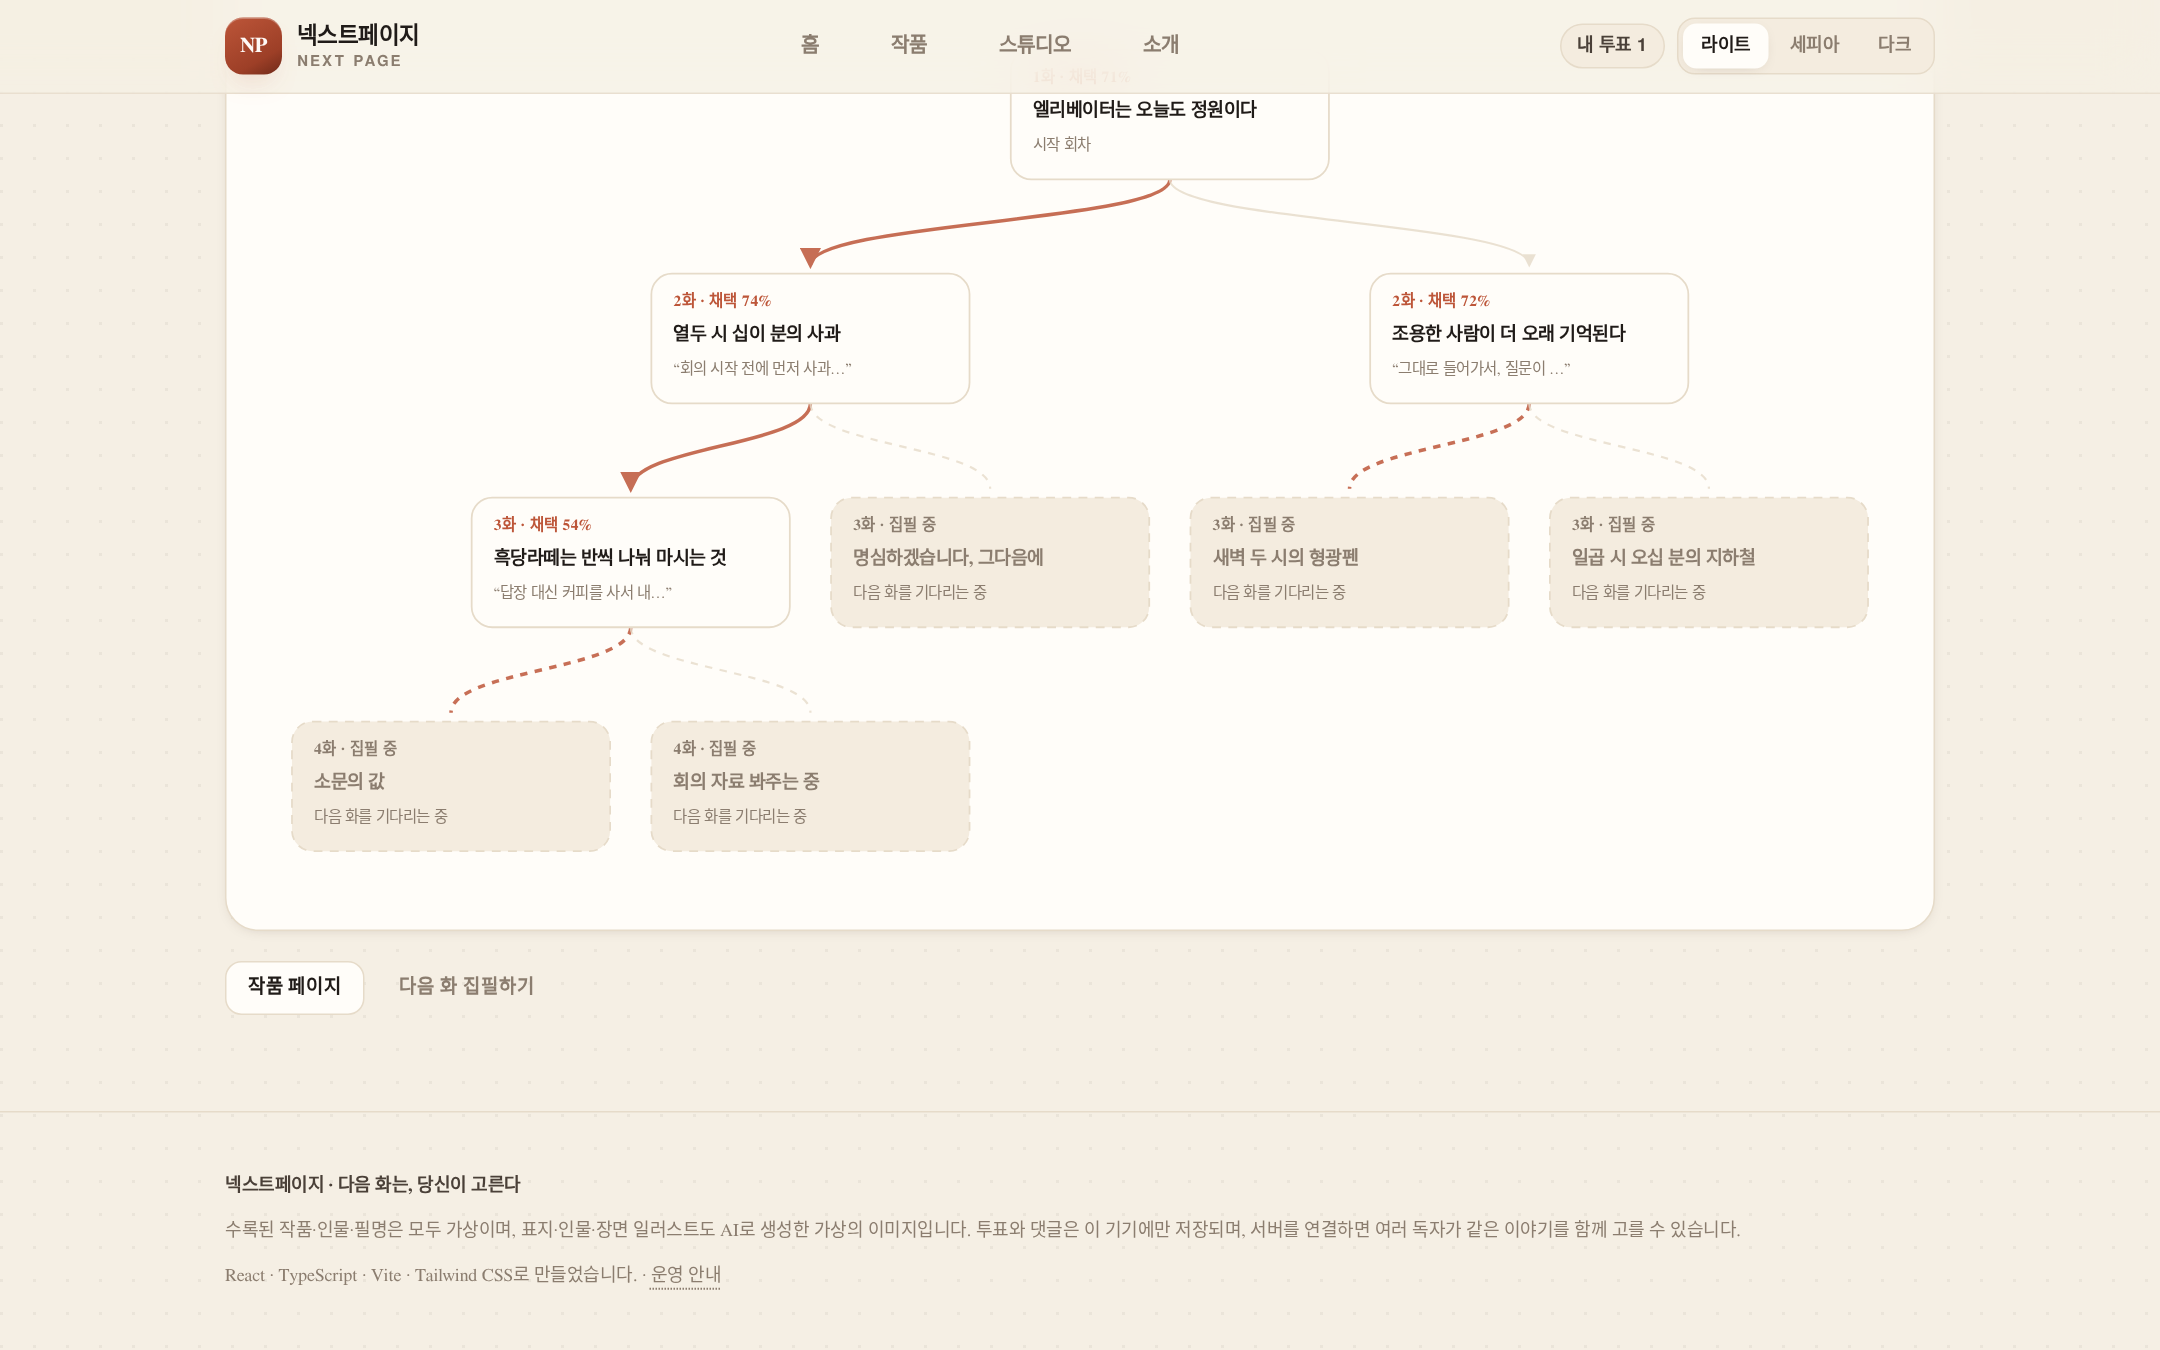 NP
넥스트페이지
NEXT PAGE
홈
작품
스튜디오
소개
내 투표 1
라이트
세피아
다크
1화 · 채택 71%
엘리베이터는 오늘도 정원이다
시작 회차
2화 · 채택 74%
열두 시 십이 분의 사과
“회의 시작 전에 먼저 사과…”
2화 · 채택 72%
조용한 사람이 더 오래 기억된다
“그대로 들어가서, 질문이 …”
3화 · 채택 54%
흑당라떼는 반씩 나눠 마시는 것
“답장 대신 커피를 사서 내…”
3화 · 집필 중
명심하겠습니다, 그다음에
다음 화를 기다리는 중
3화 · 집필 중
새벽 두 시의 형광펜
다음 화를 기다리는 중
3화 · 집필 중
일곱 시 오십 분의 지하철
다음 화를 기다리는 중
4화 · 집필 중
소문의 값
다음 화를 기다리는 중
4화 · 집필 중
회의 자료 봐주는 중
다음 화를 기다리는 중
작품 페이지
다음 화 집필하기
넥스트페이지 · 다음 화는, 당신이 고른다
수록된 작품·인물·필명은 모두 가상이며, 표지·인물·장면 일러스트도 AI로 생성한 가상의 이미지입니다. 투표와 댓글은 이 기기에만 저장되며, 서버를 연결하면 여러 독자가 같은 이야기를 함께 고를 수 있습니다.
React · TypeScript · Vite · Tailwind CSS로 만들었습니다. · 운영 안내